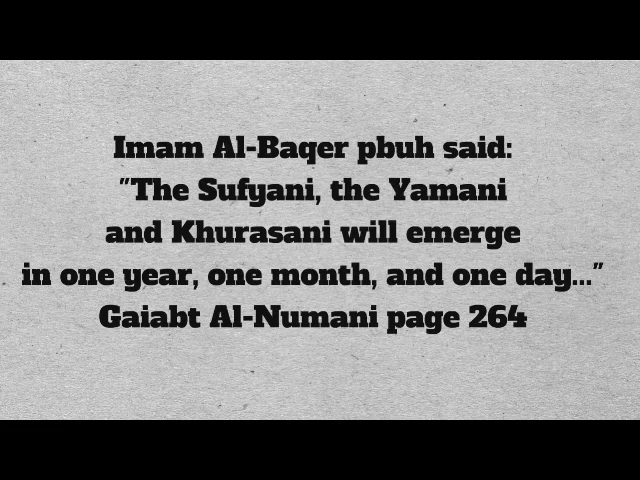 Imam Al-Baqer pbuh said:
"The Sufyani, the Yamani
and Khurasani will emerge
in one year, one month, and one day..."
Gaiabt Al-Numani page 264